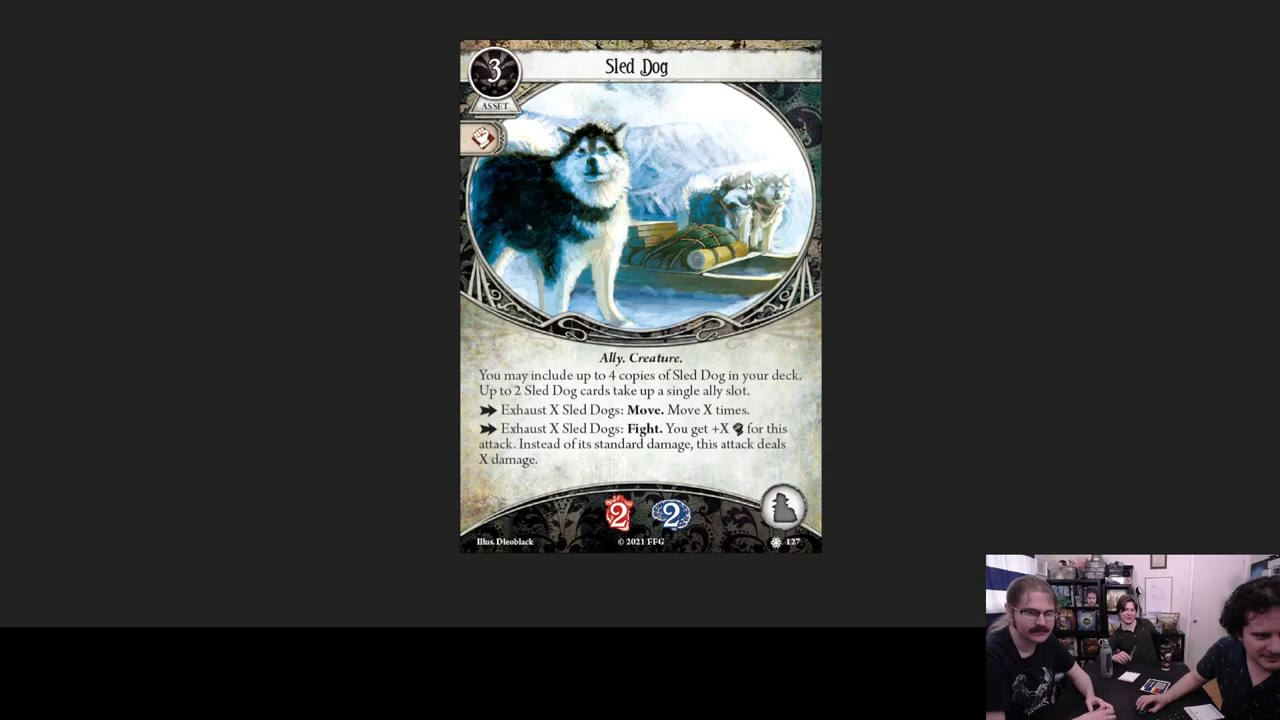 3
Sled Dog
ASSET
Ally. Creature.
You may include up to 4 copies of Sled Dog in your deck.
Up to 2 Sled Dog cards take up a single ally slot.
Exhaust X Sled Dogs: Move. Move X times.
Exhaust X Sled Dogs: Fight. You get +X for this
attack. Instead of its standard damage, this attack deals
X damage.
2 2
Illus. Dleoblack © 2021 FFG 127